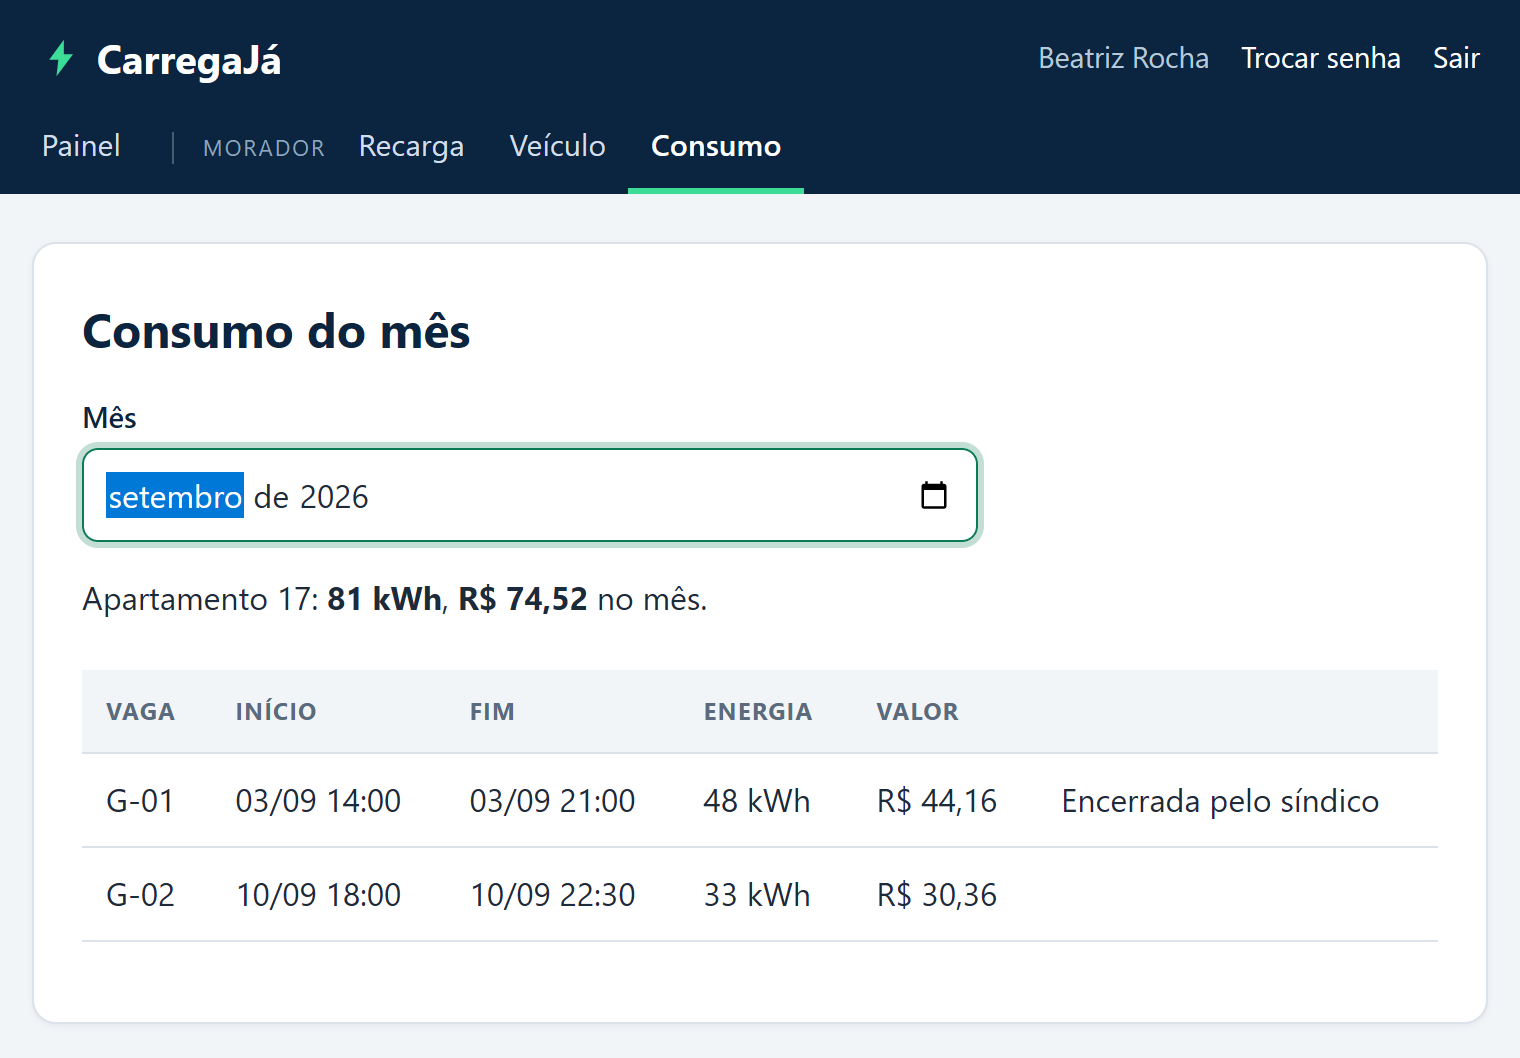 CarregaJá
Beatriz Rocha Trocar senha Sair
Painel MORADOR Recarga Veículo Consumo
Consumo do mês
Mês
setembro de 2026
Apartamento 17: 81 kWh, R$ 74,52 no mês.
VAGA INÍCIO FIM ENERGIA VALOR
G-01 03/09 14:00 03/09 21:00 48 kWh R$ 44,16 Encerrada pelo síndico
G-02 10/09 18:00 10/09 22:30 33 kWh R$ 30,36